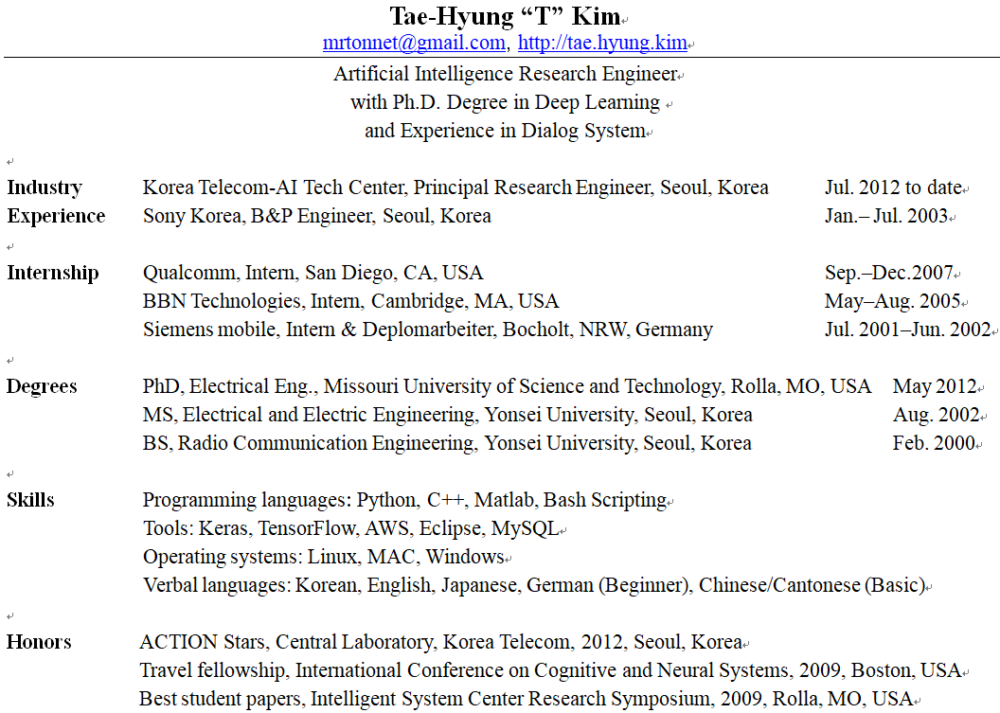 Tae-Hyung “T” Kim
mrtonnet@gmail.com, http://tae.hyung.kim
Artificial Intelligence Research Engineer
with Ph.D. Degree in Deep Learning
and Experience in Dialog System
Industry Korea Telecom-AI Tech Center, Principal Research Engineer, Seoul, Korea Jul. 2012 to date
Experience Sony Korea, B&P Engineer, Seoul, Korea Jan.– Jul. 2003
Internship Qualcomm, Intern, San Diego, CA, USA Sep.–Dec.2007
BBN Technologies, Intern, Cambridge, MA, USA May–Aug. 2005
Siemens mobile, Intern & Deplomarbeiter, Bocholt, NRW, Germany Jul. 2001–Jun. 2002
Degrees PhD, Electrical Eng., Missouri University of Science and Technology, Rolla, MO, USA May 2012
MS, Electrical and Electric Engineering, Yonsei University, Seoul, Korea Aug. 2002
BS, Radio Communication Engineering, Yonsei University, Seoul, Korea Feb. 2000
Skills Programming languages: Python, C++, Matlab, Bash Scripting
Tools: Keras, TensorFlow, AWS, Eclipse, MySQL
Operating systems: Linux, MAC, Windows
Verbal languages: Korean, English, Japanese, German (Beginner), Chinese/Cantonese (Basic)
Honors ACTION Stars, Central Laboratory, Korea Telecom, 2012, Seoul, Korea
Travel fellowship, International Conference on Cognitive and Neural Systems, 2009, Boston, USA
Best student papers, Intelligent System Center Research Symposium, 2009, Rolla, MO, USA